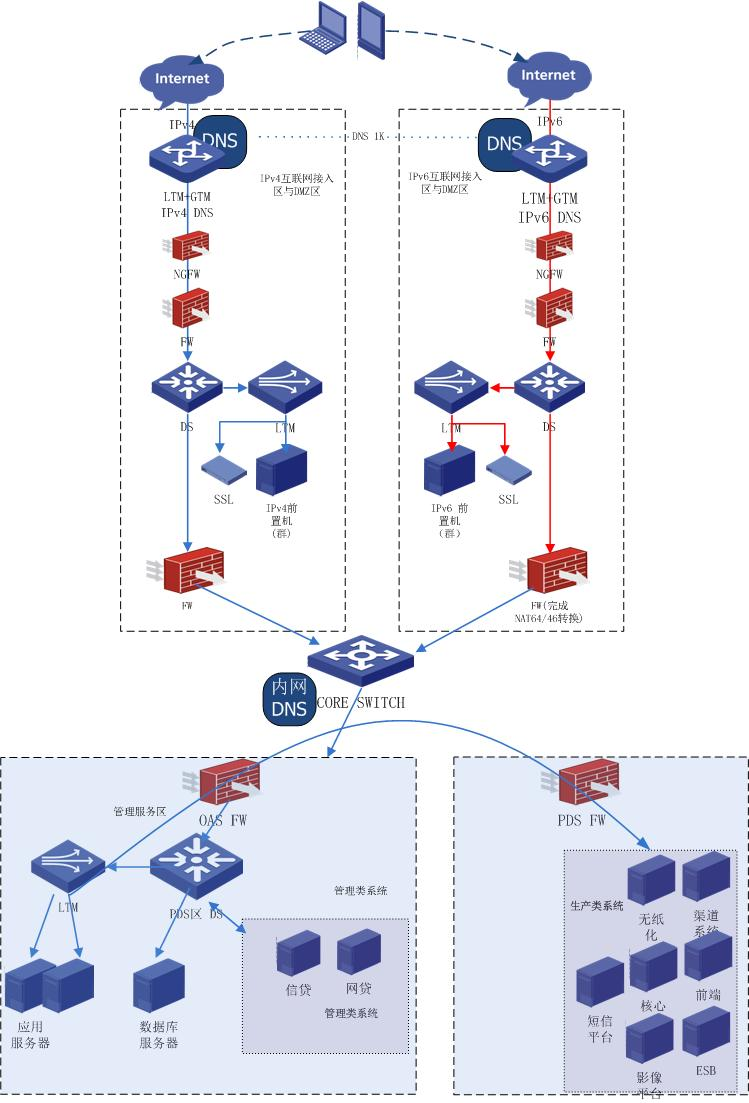 Internet
Internet
IPv4
IPv6
DNS
DNS 1K
DNS
IPv4互联网接入
区与DMZ区
IPv6互联网接入
区与DMZ区
LTM+GTM
IPv4 DNS
LTM+GTM
IPv6 DNS
NGFW
NGFW
FW
FW
DS
LTM
LTM
DS
SSL
IPv4前
置机
(群)
IPv6 前
置机
(群)
SSL
FW
FW(完成
NAT64/46转换)
内网
DNS
CORE SWITCH
管理服务区
OAS FW
PDS FW
LTM
PDS区 DS
管理类系统
信贷
网贷
管理类系统
应用
服务器
数据库
服务器
生产类系统
无纸
化
渠道
系统
短信
平台
核心
前端
影像
平台
ESB